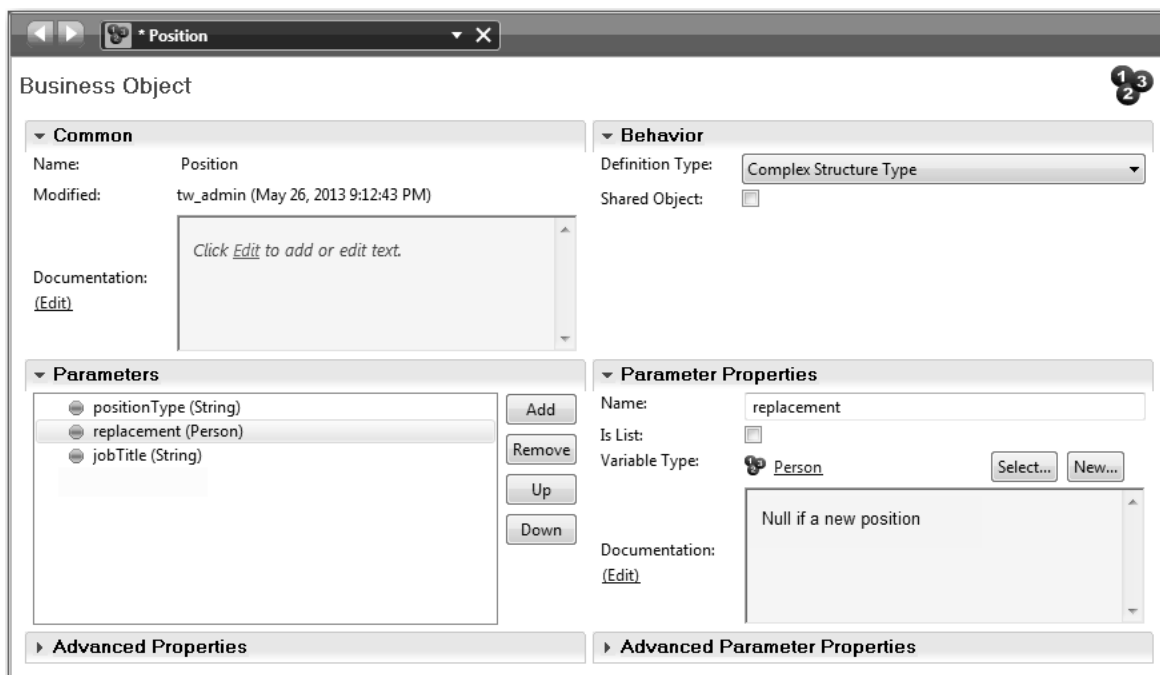 * Position
Business Object
1 2 3
Common
Name: Position
Modified: tw_admin (May 26, 2013 9:12:43 PM)
Click Edit to add or edit text.
Documentation:
(Edit)
Behavior
Definition Type: Complex Structure Type
Shared Object:
Parameters
positionType (String)
replacement (Person)
jobTitle (String)
Add
Remove
Up
Down
Parameter Properties
Name: replacement
Is List:
Variable Type: Person Select... New...
Null if a new position
Documentation:
(Edit)
Advanced Properties
Advanced Parameter Properties